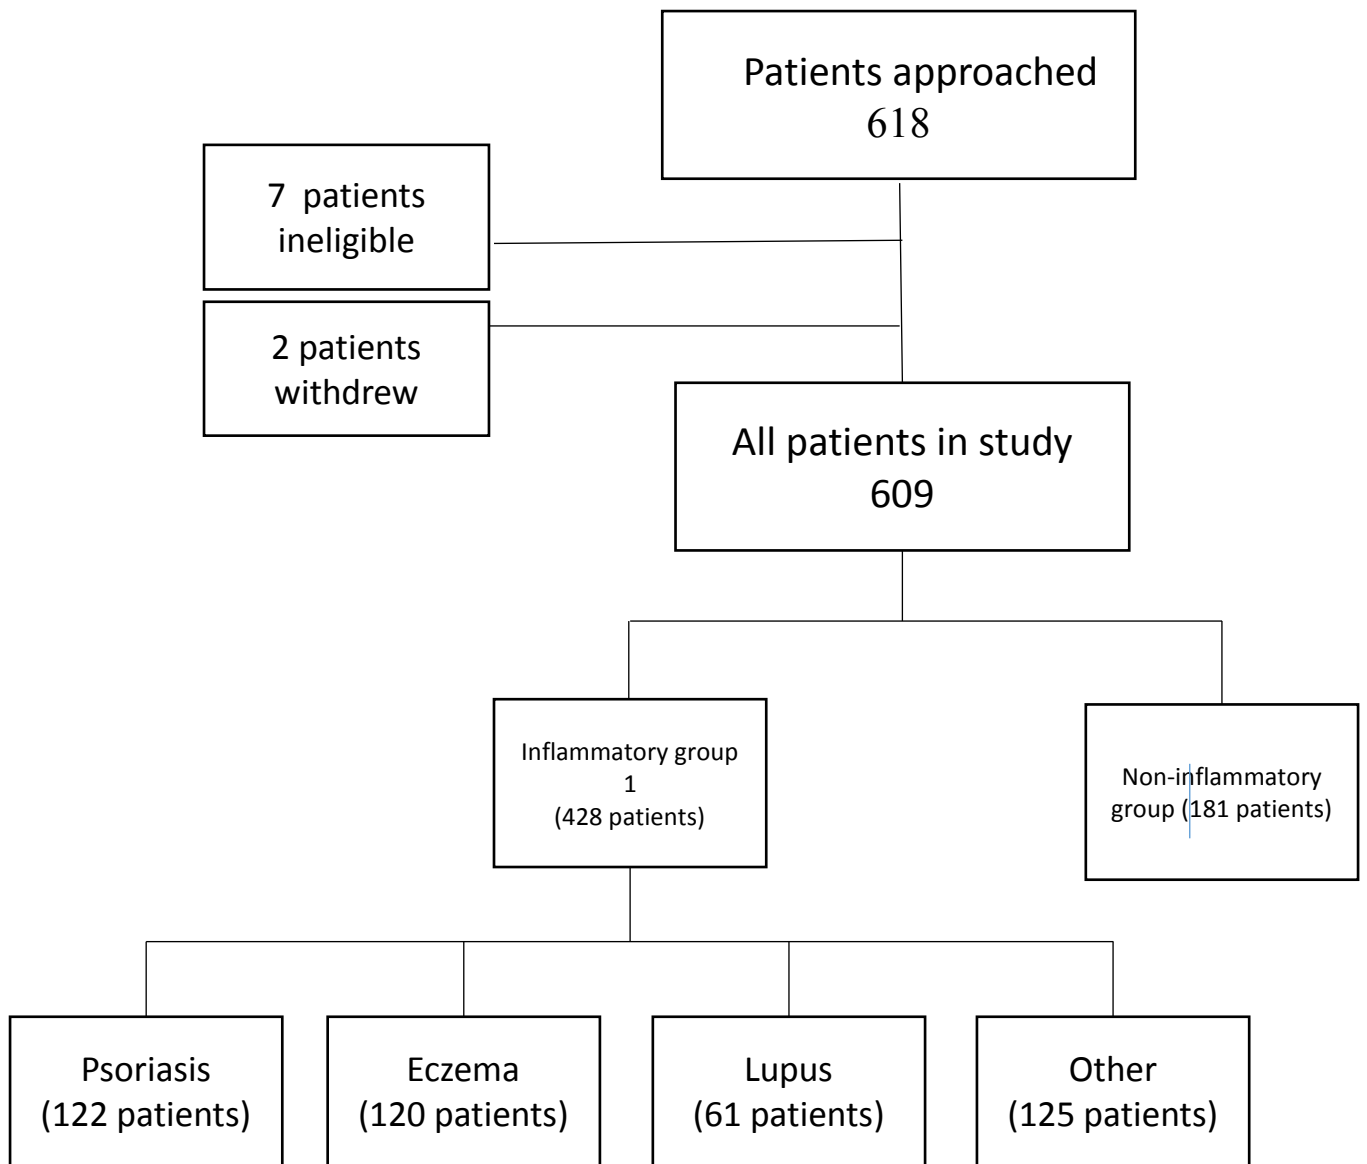 Patients approached
618
7 patients
ineligible
2 patients
withdrew
All patients in study
609
Inflammatory group
1
(428 patients)
Non-inflammatory
group (181 patients)
Psoriasis
(122 patients)
Eczema
(120 patients)
Lupus
(61 patients)
Other
(125 patients)